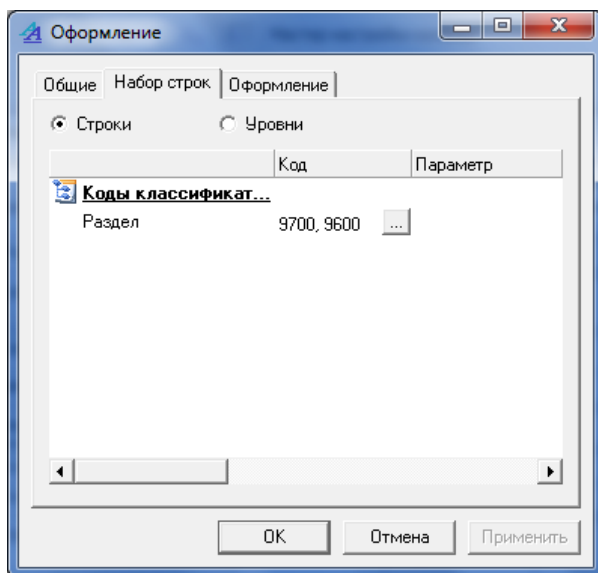 Оформление
Общие Набор строк Оформление
Строки Уровни
Код Параметр
Коды классификат...
Раздел 9700, 9600 ...
OK Отмена Применить